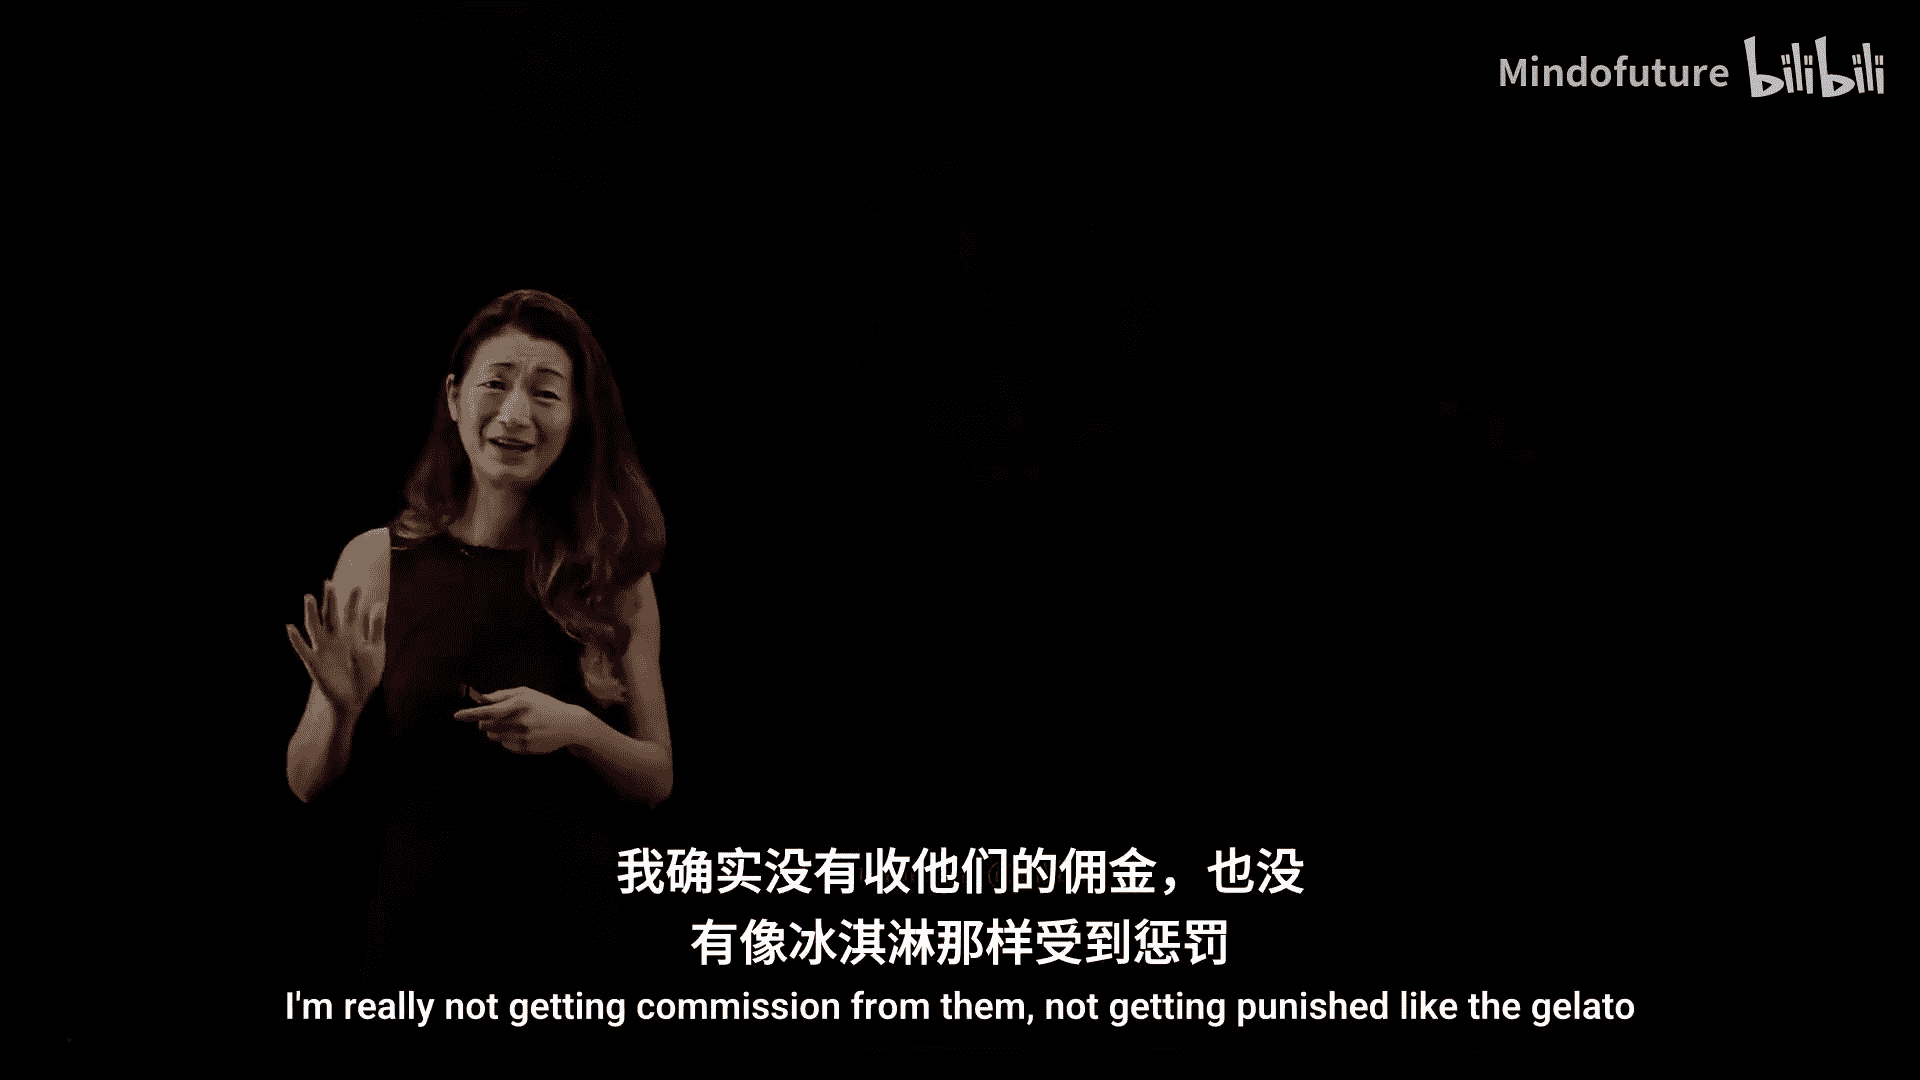 Mindofuture bilibili
我确实没有收他们的佣金，也没
有像冰淇淋那样受到惩罚
I'm really not getting commission from them, not getting punished like the gelato